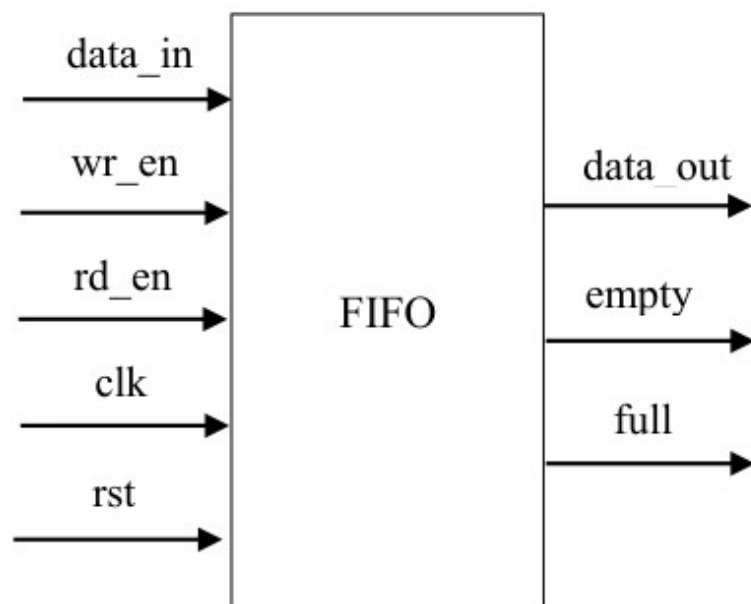 data_in
wr_en
rd_en
clk
rst
FIFO
data_out
empty
full